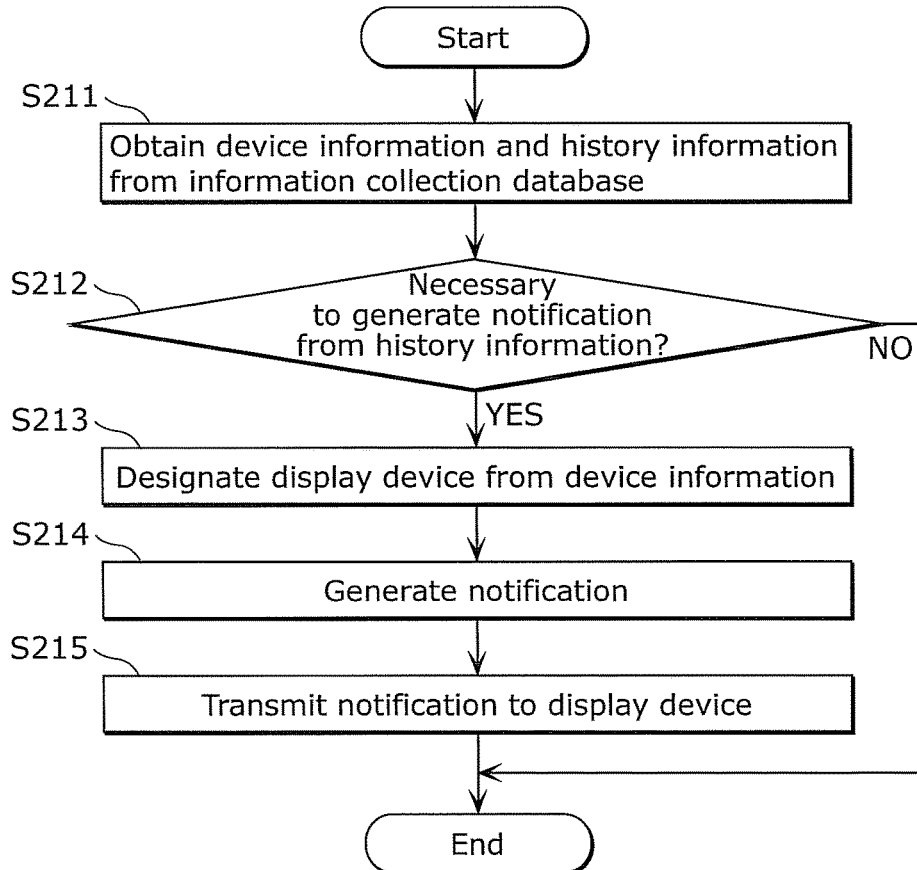 Start
S211
Obtain device information and history information
from information collection database
S212
Necessary
to generate notification
from history information?
NO
YES
S213
Designate display device from device information
S214
Generate notification
S215
Transmit notification to display device
End